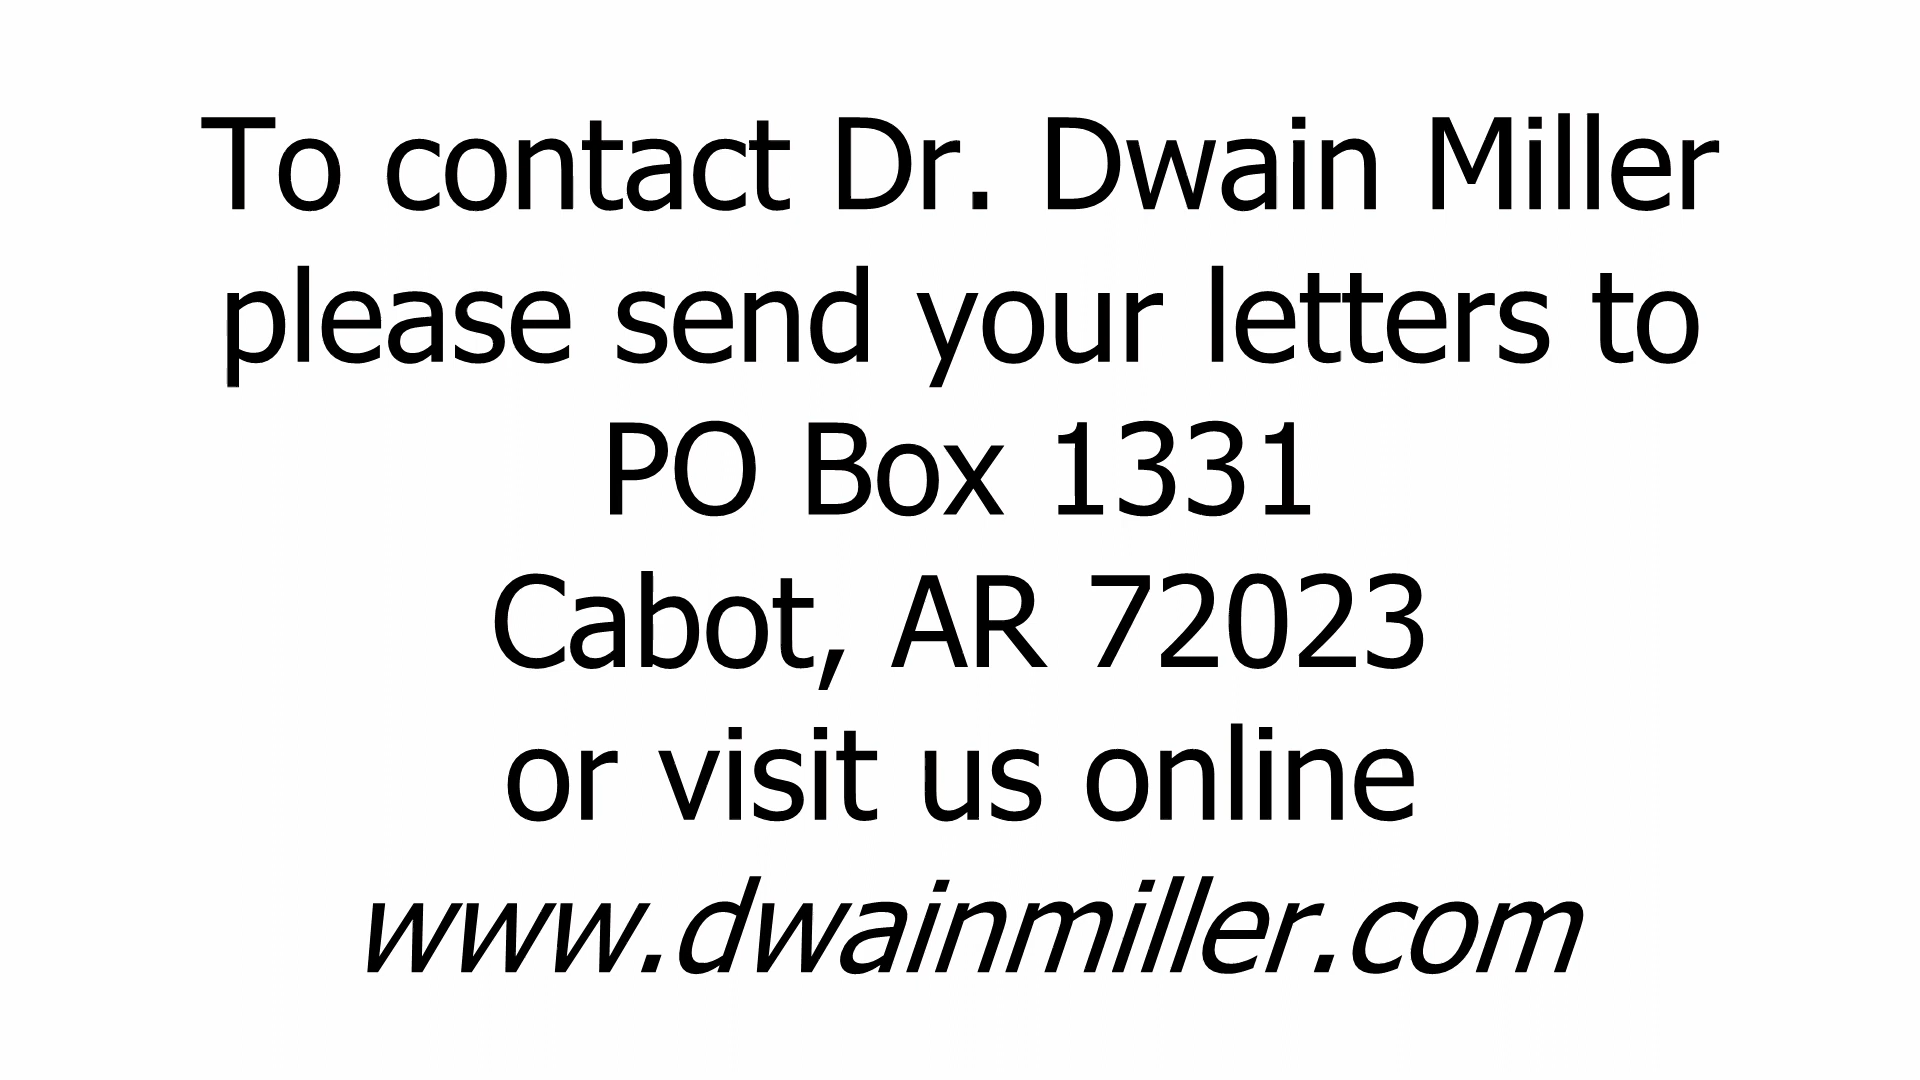 To contact Dr. Dwain Miller
please send your letters to
PO Box 1331
Cabot, AR 72023
or visit us online
www.dwainmiller.com